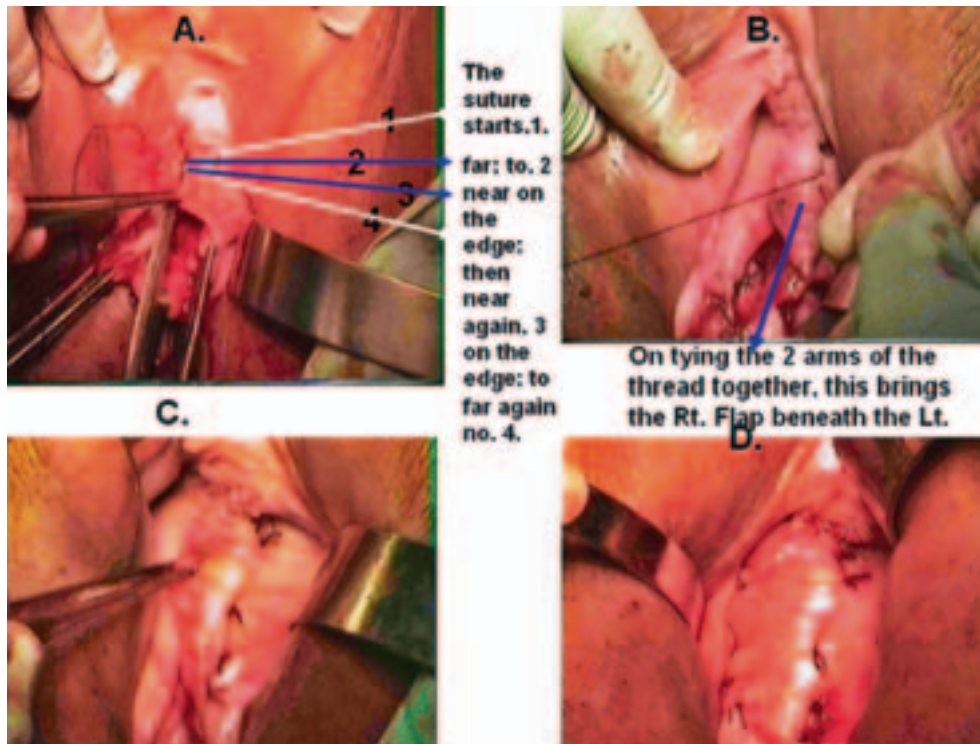 A.
1
2
3
4
The
suture
starts.1.
far: to. 2
near on
the
edge:
then
near
again. 3
on the
edge: to
far again
no. 4.
B.
On tying the 2 arms of the
thread together, this brings
the Rt. Flap beneath the Lt.
C.
D.